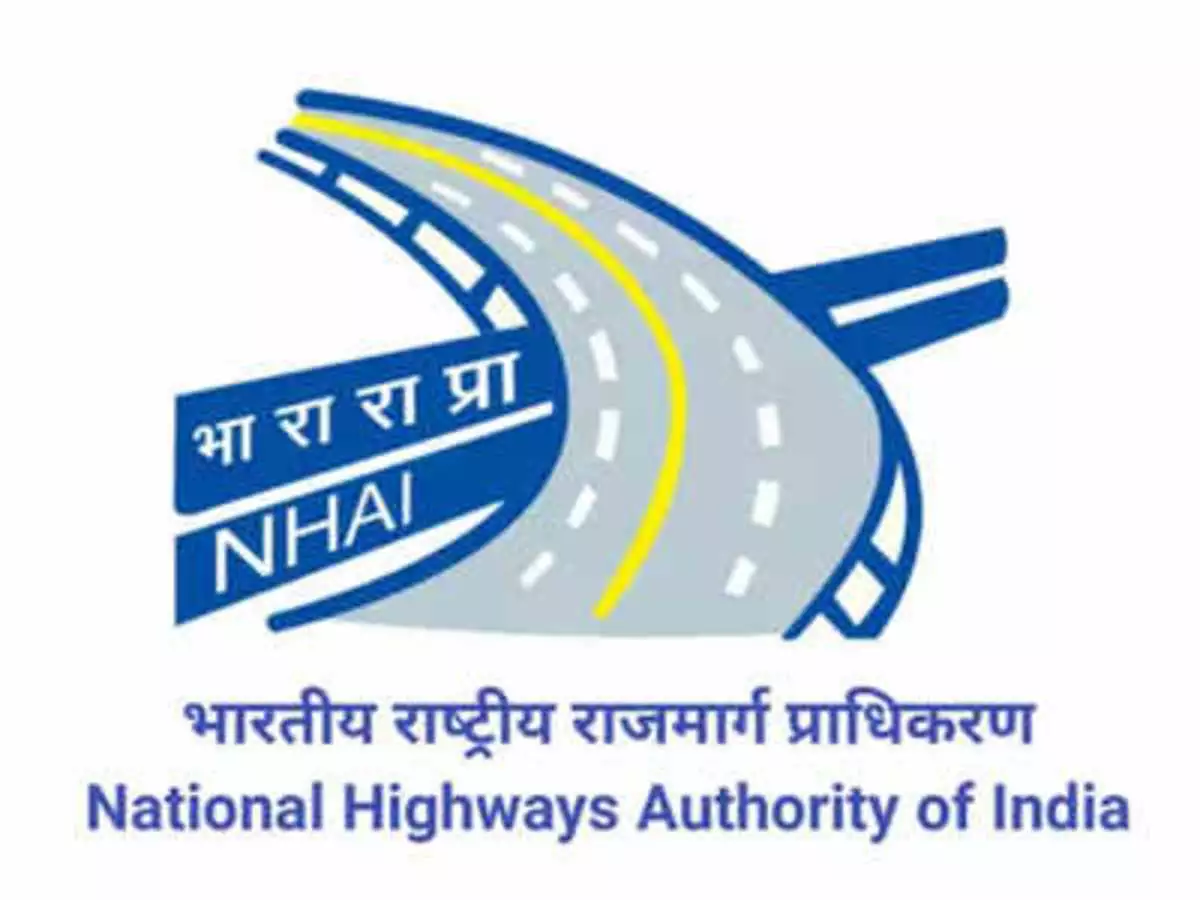 भा रा रा प्रा
NHAI
भारतीय राष्ट्रीय राजमार्ग प्राधिकरण
National Highways Authority of India